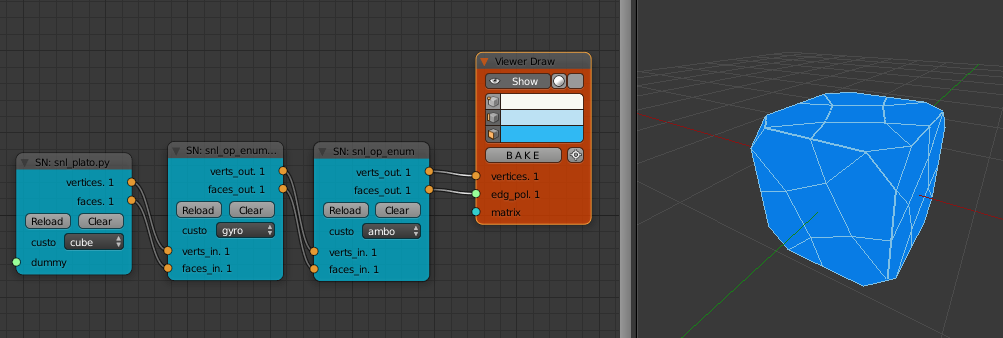 SN: snl_plato.py
vertices. 1
faces. 1
Reload Clear
custo cube
dummy
SN: snl_op_enum...
verts_out. 1
faces_out. 1
Reload Clear
custo gyro
verts_in. 1
faces_in. 1
SN: snl_op_enum
verts_out. 1
faces_out. 1
Reload Clear
custo ambo
verts_in. 1
faces_in. 1
Viewer Draw
Show
BAKE
vertices. 1
edg_pol. 1
matrix